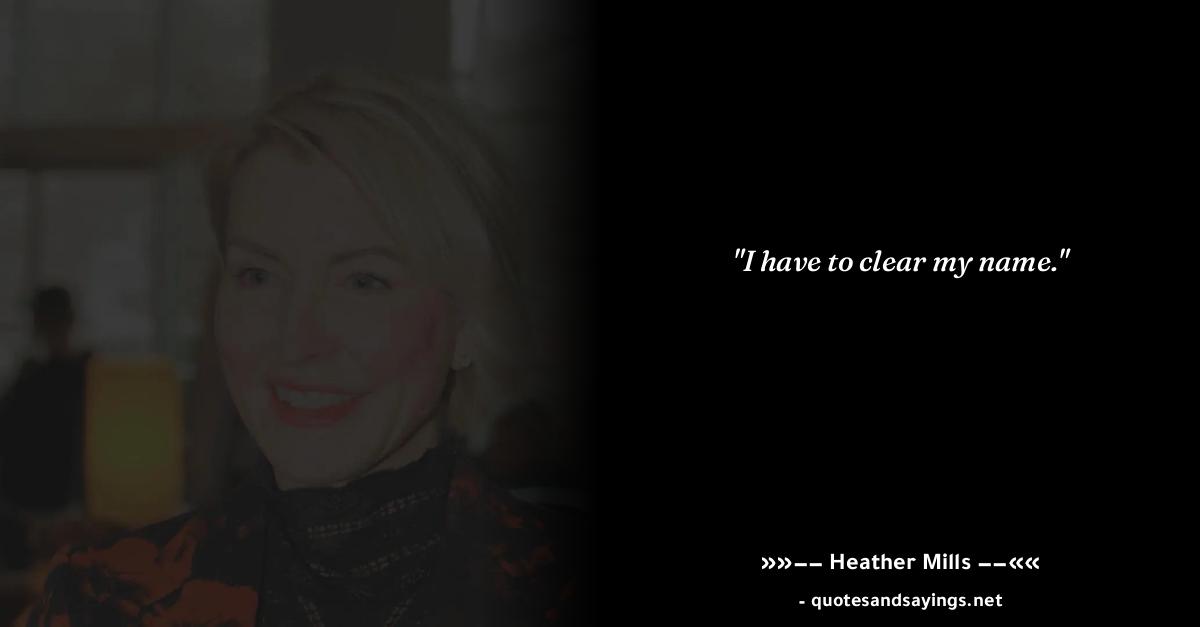 "I have to clear my name."
»»−− Heather Mills −−««
- quotesandsayings.net